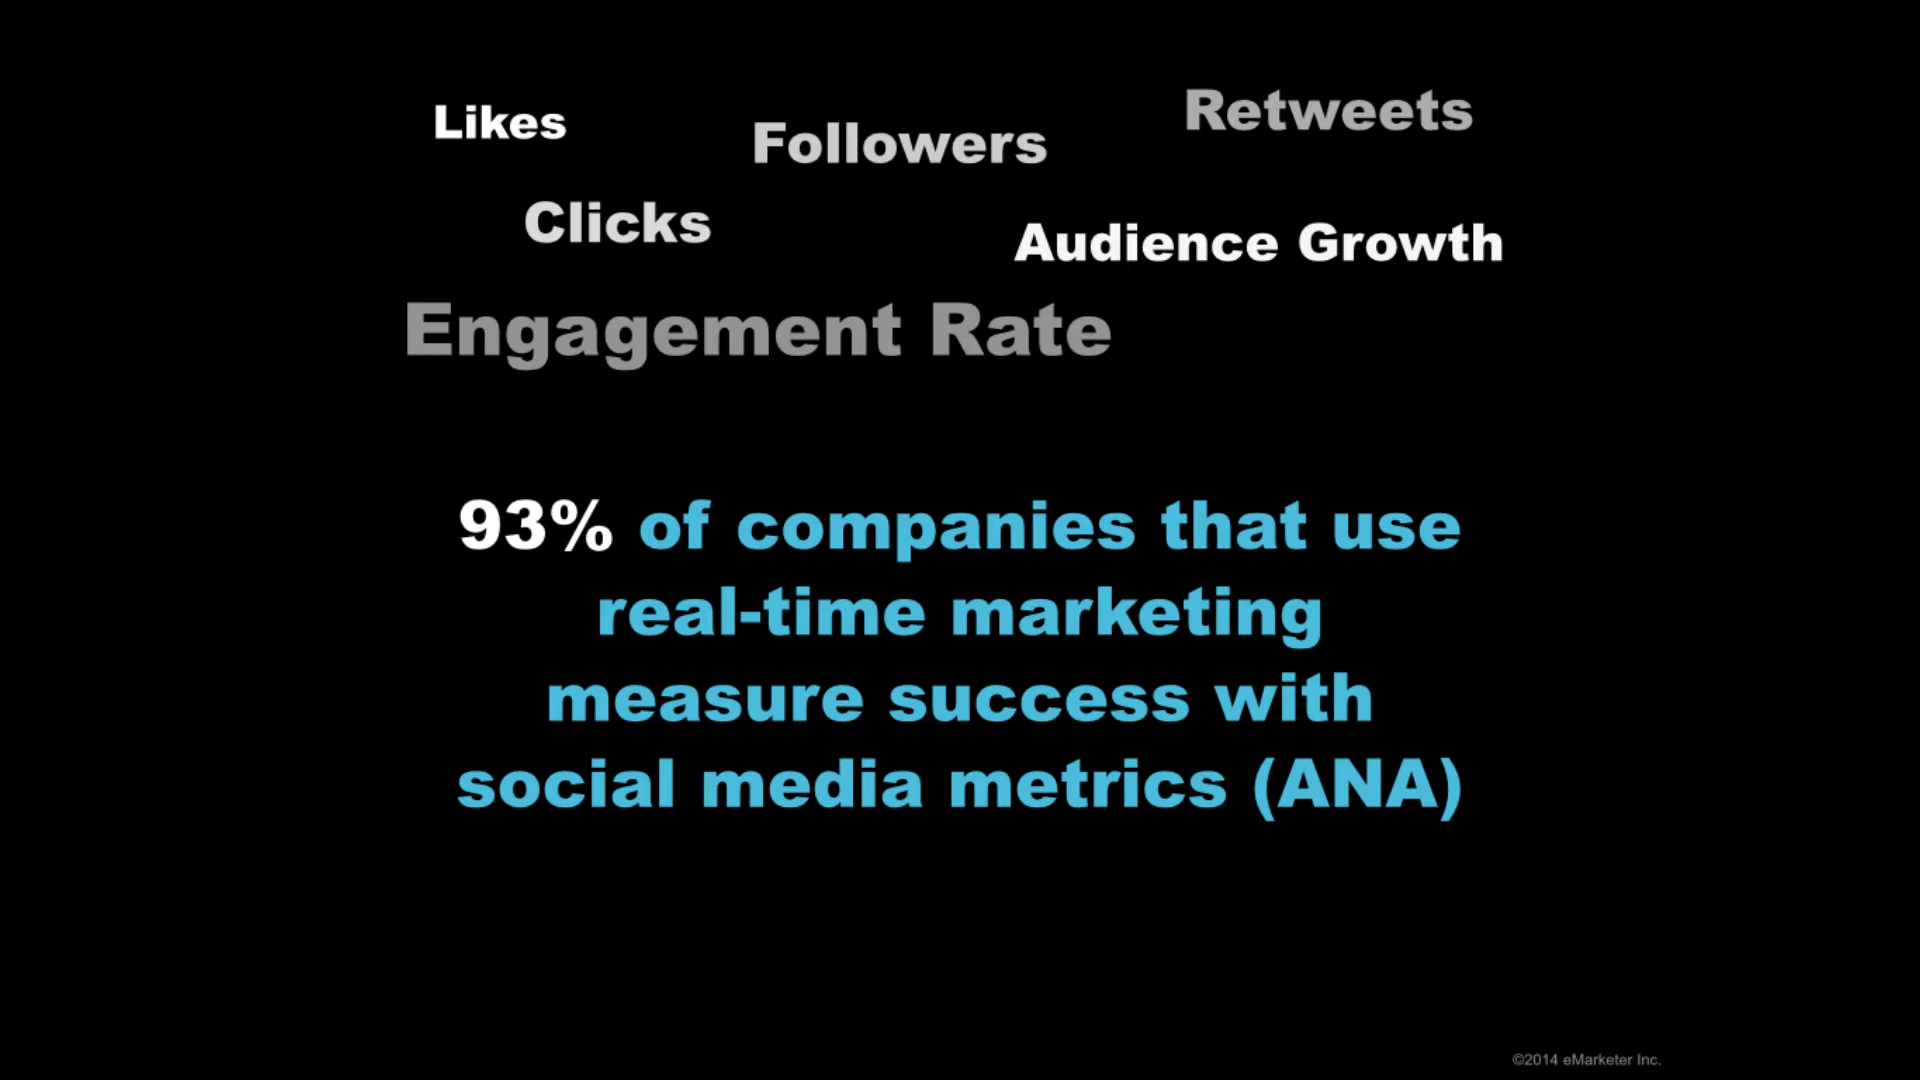 Likes
Followers
Retweets
Clicks
Audience Growth
Engagement Rate
93% of companies that use
real-time marketing
measure success with
social media metrics (ANA)
©2014 eMarketer Inc.